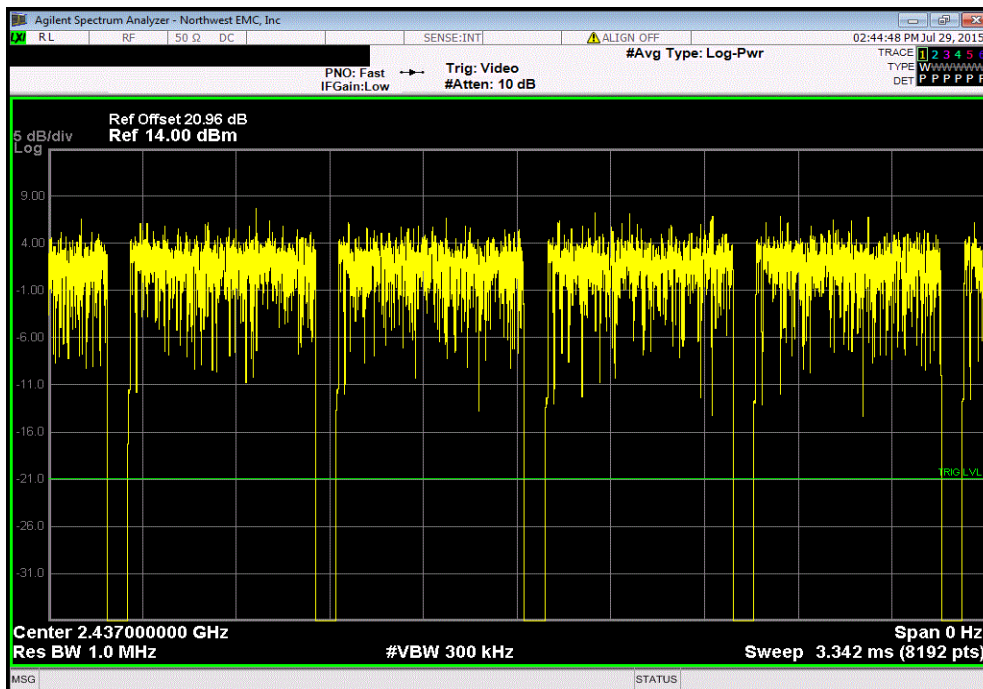 Agilent Spectrum Analyzer - Northwest EMC, Inc
LXI RL RF 50 Ω DC SENSE:INT ALIGN OFF 02:44:48 PM Jul 29, 2015
#Avg Type: Log-Pwr
TRACE 1 2 3 4 5 6
PNO: Fast Trig: Video
TYPE WWWWWW
IFGain:Low #Atten: 10 dB
DET P P P P P P
Ref Offset 20.96 dB
5 dB/div Ref 14.00 dBm
Log
9.00
4.00
-1.00
-6.00
-11.0
-16.0
-21.0
TRIG LVL
-26.0
-31.0
Center 2.437000000 GHz Span 0 Hz
Res BW 1.0 MHz #VBW 300 kHz Sweep 3.342 ms (8192 pts)
MSG STATUS